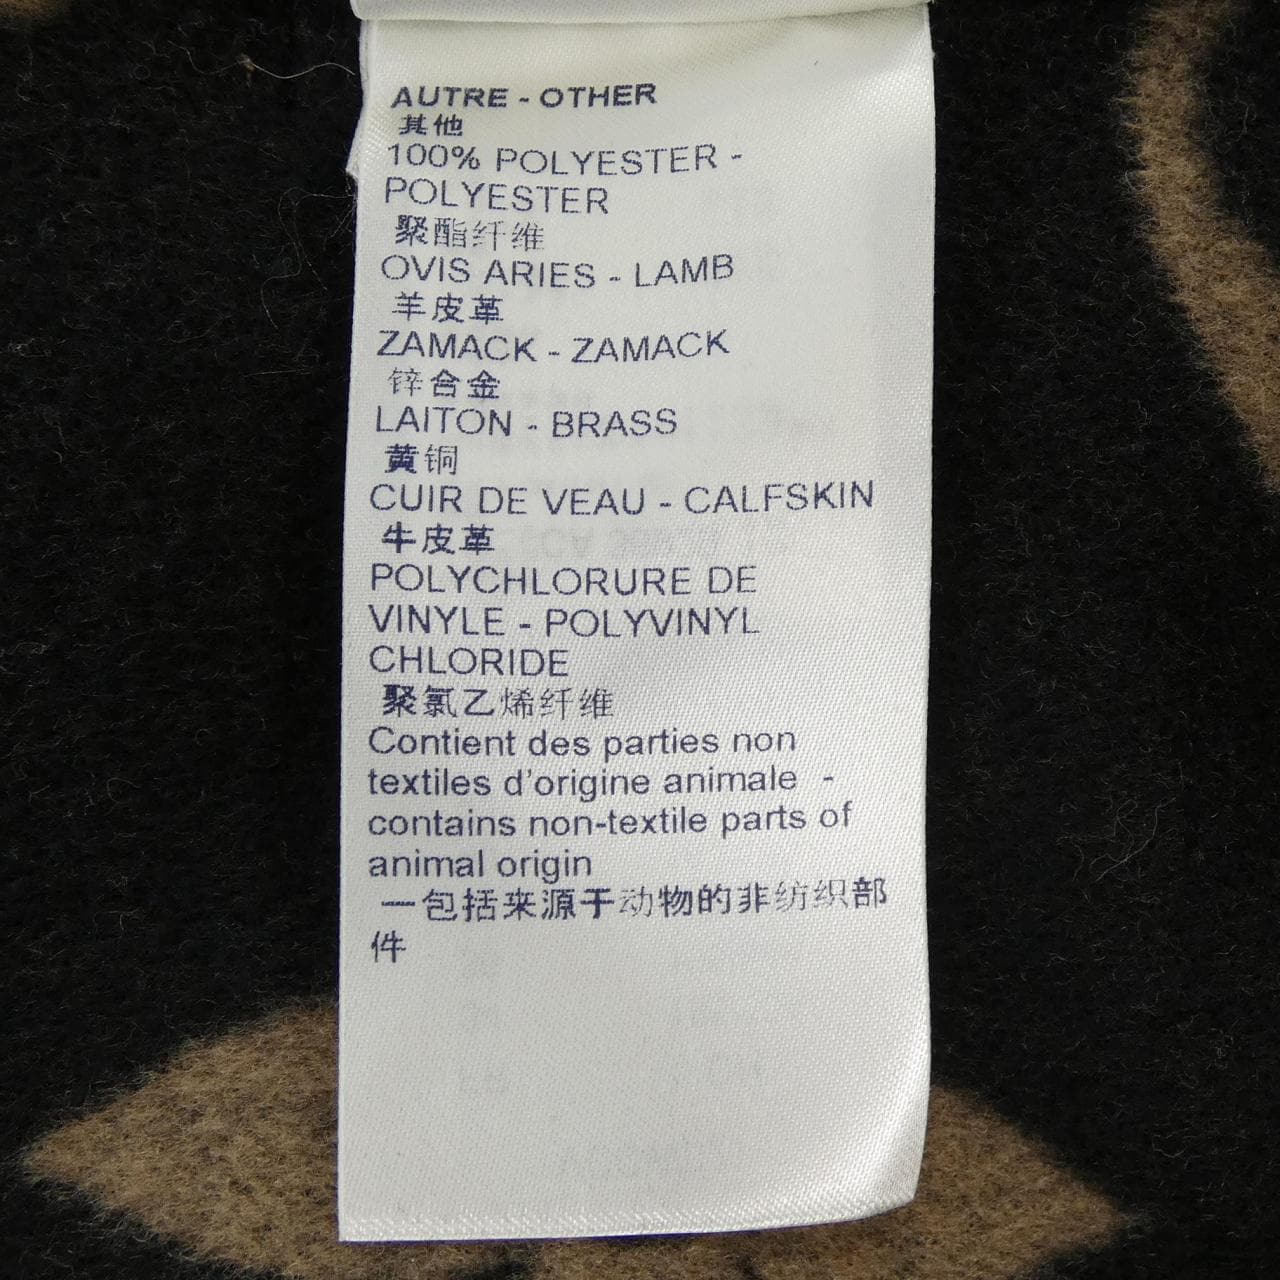 AUTRE - OTHER
其他
100% POLYESTER -
POLYESTER
聚酯纤维
OVIS ARIES - LAMB
羊皮革
ZAMACK - ZAMACK
锌合金
LAITON - BRASS
黄铜
CUIR DE VEAU - CALFSKIN
牛皮革
POLYCHLORURE DE
VINYLE - POLYVINYL
CHLORIDE
聚氯乙烯纤维
Contient des parties non
textiles d'origine animale -
contains non-textile parts of
animal origin
一包括来源于动物的非纺织部
件